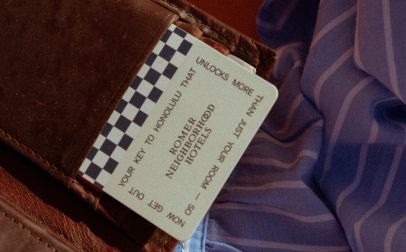 YOUR KEY TO HONOLULU THAT UNLOCKS MORE THAN JUST YOUR ROOM — SO NOW GET OUT
ROMER
NEIGHBORHOOD
HOTELS